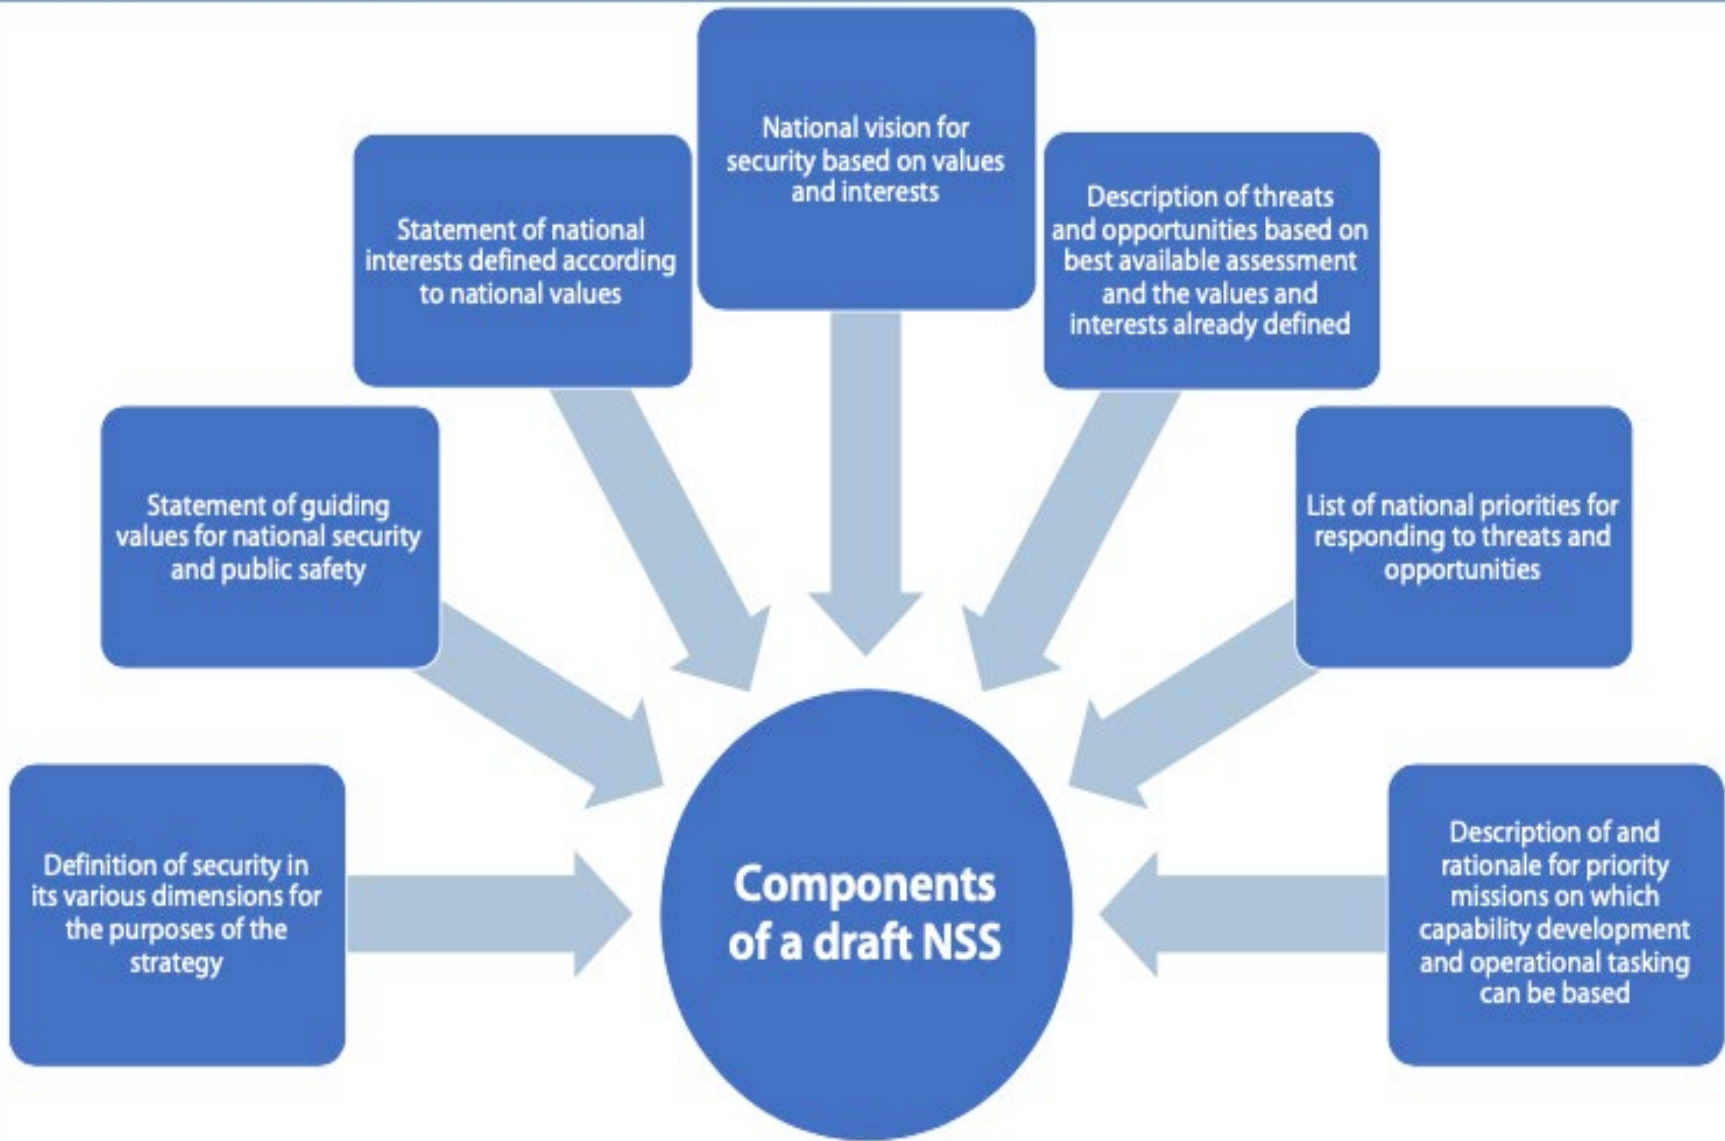 National vision for
security based on values
and interests
Statement of national
interests defined according
to national values
Description of threats
and opportunities based on
best available assessment
and the values and
interests already defined
Statement of guiding
values for national security
and public safety
List of national priorities for
responding to threats and
opportunities
Definition of security in
its various dimensions for
the purposes of the
strategy
Components
of a draft NSS
Description of and
rationale for priority
missions on which
capability development
and operational tasking
can be based